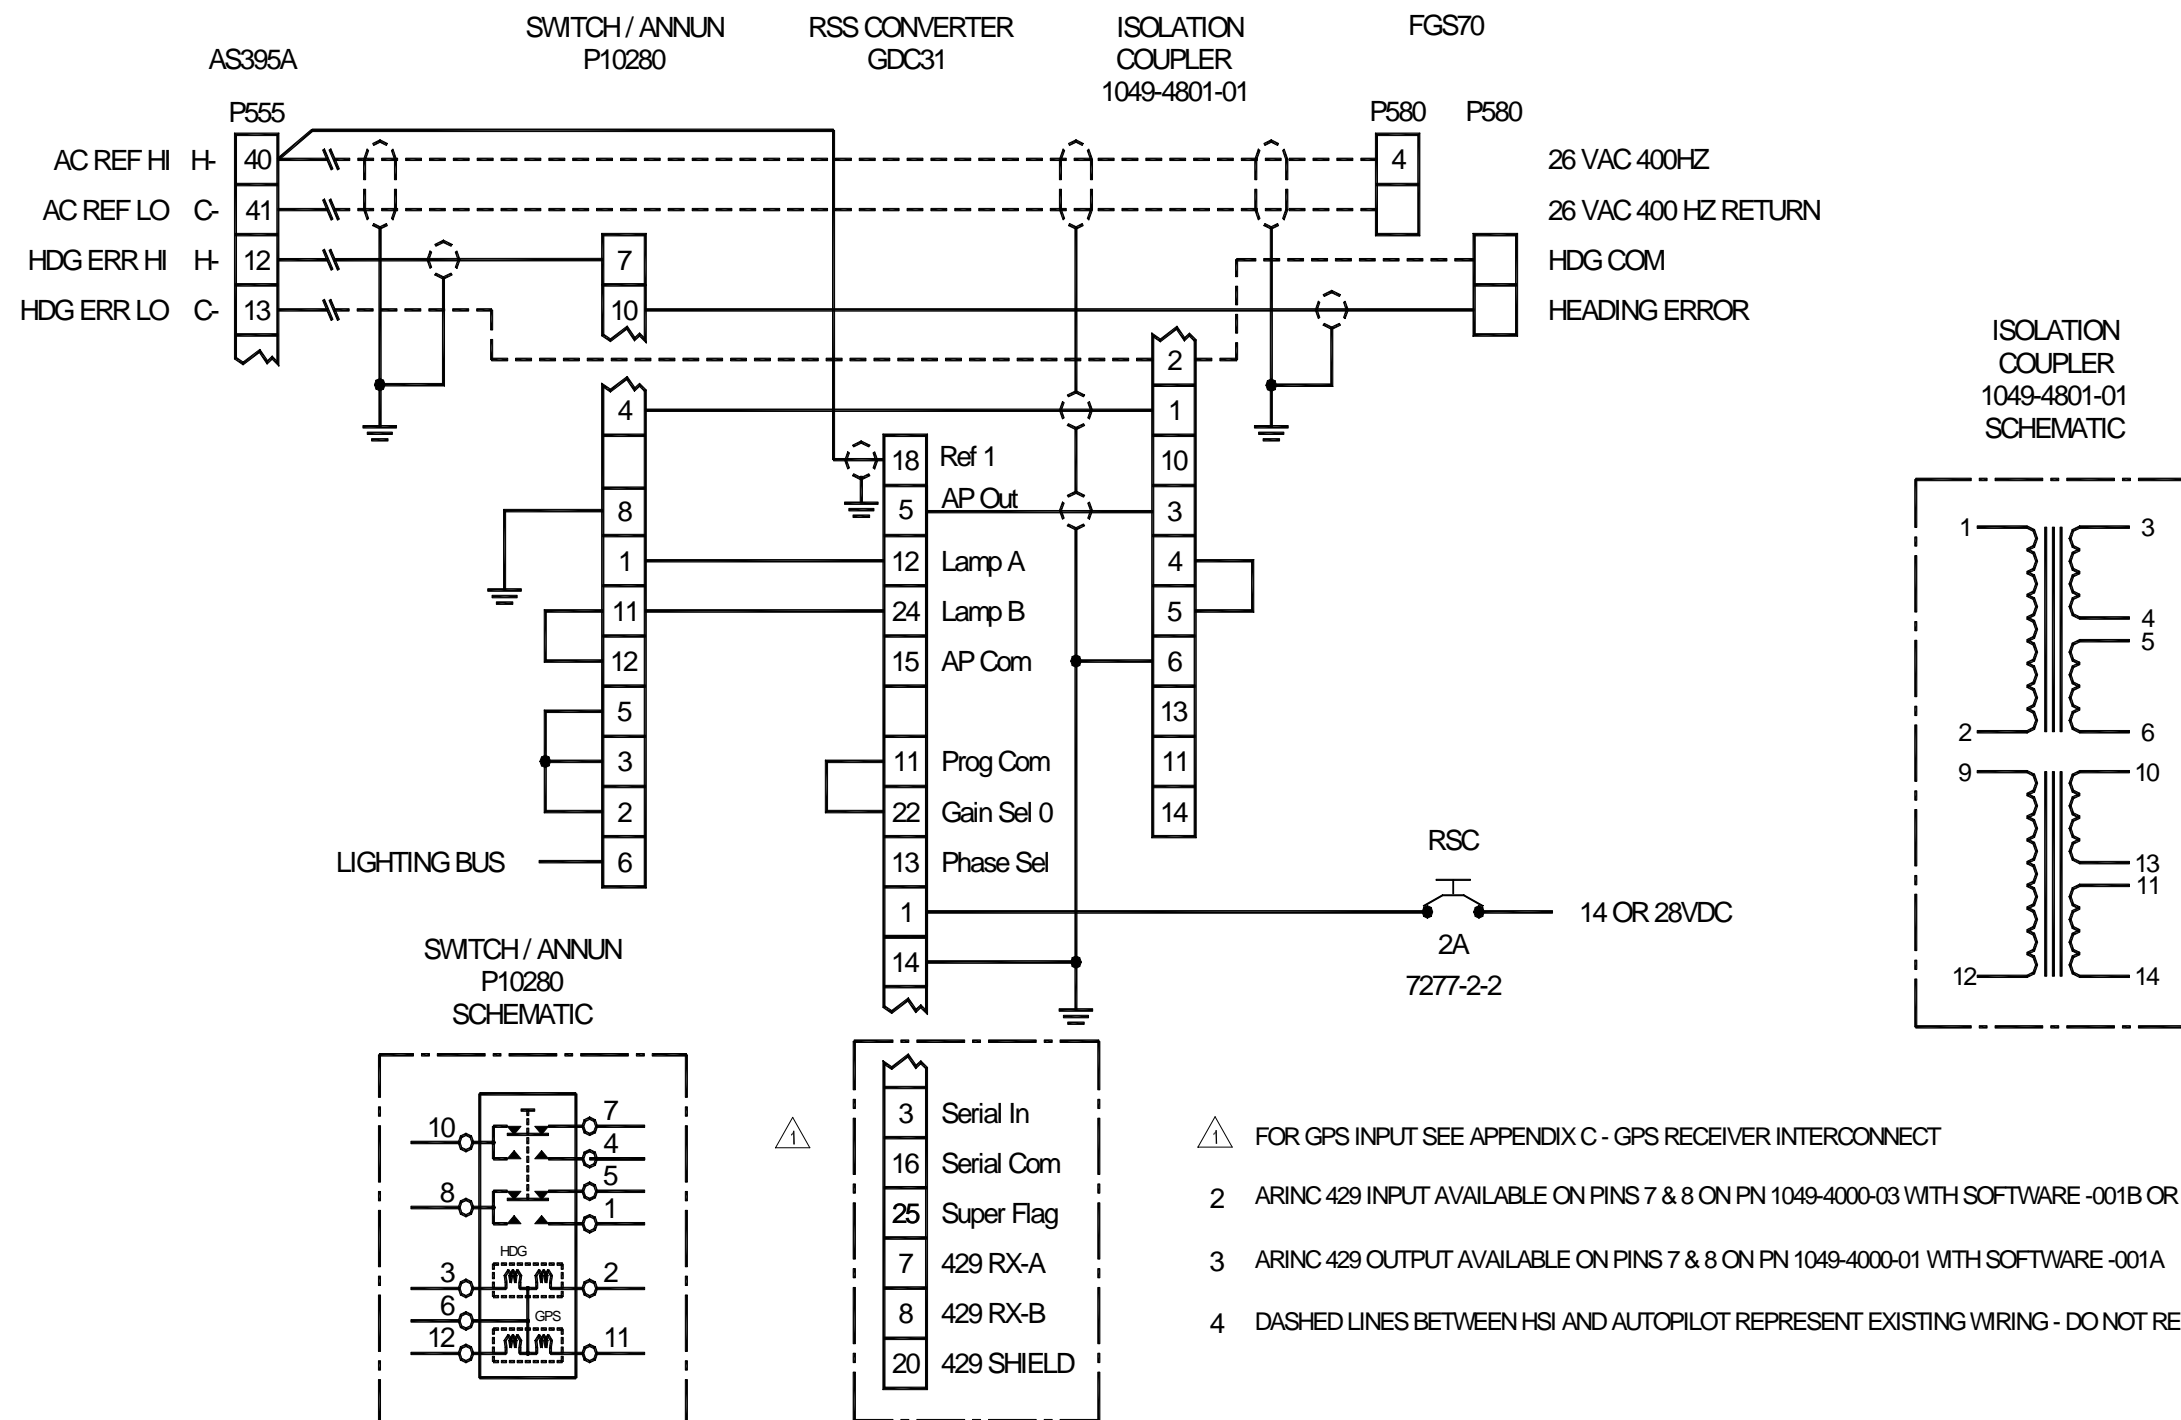 SWITCH / ANNUN
P10280
RSS CONVERTER
GDC31
ISOLATION
COUPLER
1049-4801-01
FGS70
AS395A
P555
P580
P580
AC REF HI H- 40
4
26 VAC 400HZ
AC REF LO C- 41
26 VAC 400 HZ RETURN
HDG ERR HI H- 12
7
HDG COM
HDG ERR LO C- 13
10
HEADING ERROR
2
4
1
18 Ref 1
10
8
5 AP Out
3
1
12 Lamp A
4
11
24 Lamp B
5
12
15 AP Com
6
5
13
3
11 Prog Com
11
2
22 Gain Sel 0
14
LIGHTING BUS 6
13 Phase Sel
1
14
RSC
2A
7277-2-2
14 OR 28VDC
ISOLATION
COUPLER
1049-4801-01
SCHEMATIC
1 3
4
5
2 6
9 10
13
11
12 14
SWITCH / ANNUN
P10280
SCHEMATIC
10 7
4
8 5
1
HDG
3 2
6 GPS
12 11
1
3 Serial In
16 Serial Com
25 Super Flag
7 429 RX-A
8 429 RX-B
20 429 SHIELD
1 FOR GPS INPUT SEE APPENDIX C - GPS RECEIVER INTERCONNECT
2 ARINC 429 INPUT AVAILABLE ON PINS 7 & 8 ON PN 1049-4000-03 WITH SOFTWARE -001B OR
3 ARINC 429 OUTPUT AVAILABLE ON PINS 7 & 8 ON PN 1049-4000-01 WITH SOFTWARE -001A
4 DASHED LINES BETWEEN HSI AND AUTOPILOT REPRESENT EXISTING WIRING - DO NOT RE